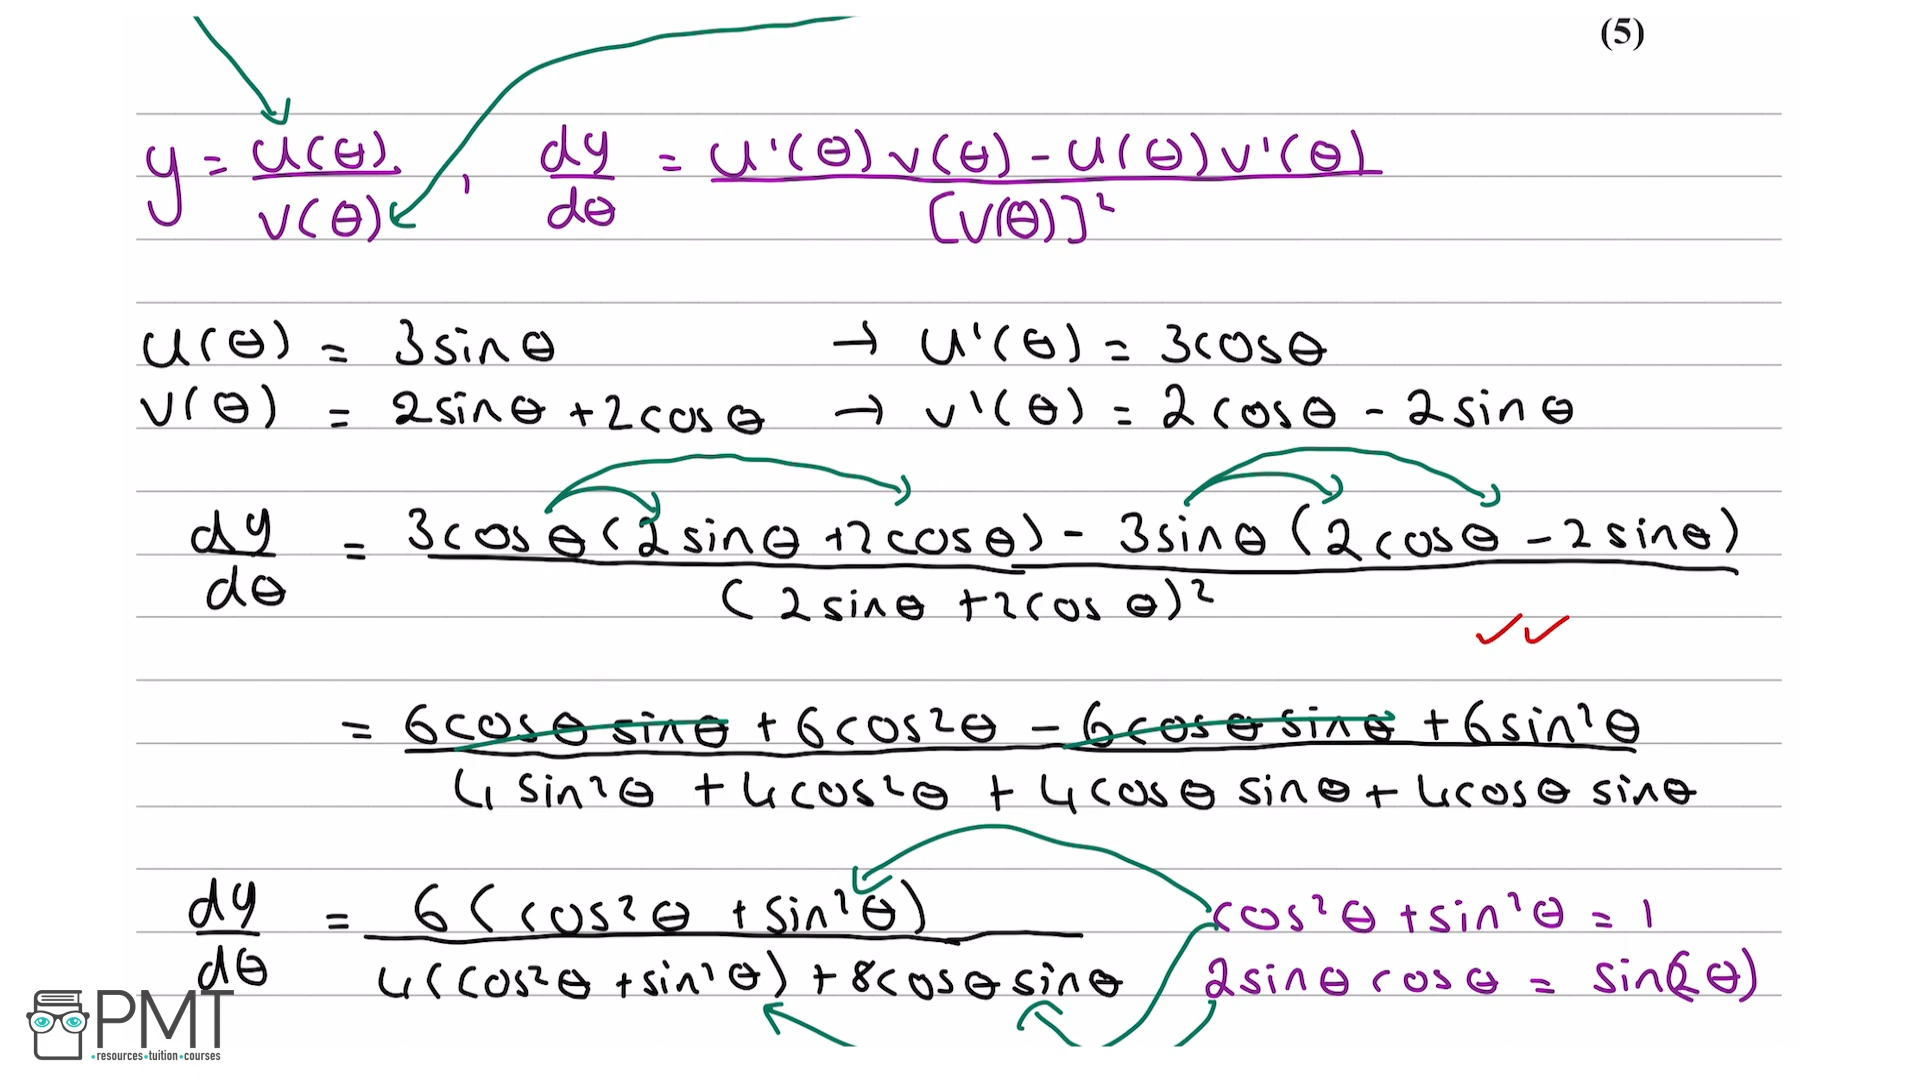 (5)
y = u(θ) / v(θ) , dy/dθ = u'(θ)v(θ) - u(θ)v'(θ) / [v(θ)]²
u(θ) = 3sinθ → u'(θ) = 3cosθ
v(θ) = 2sinθ + 2cosθ → v'(θ) = 2cosθ - 2sinθ
dy/dθ = 3cosθ(2sinθ + 2cosθ) - 3sinθ(2cosθ - 2sinθ) / (2sinθ + 2cosθ)²
= 6cosθ sinθ + 6cos²θ - 6cosθ sinθ + 6sin²θ / 4sin²θ + 4cos²θ + 4cosθ sinθ + 4cosθ sinθ
dy/dθ = 6(cos²θ + sin²θ) / 4(cos²θ + sin²θ) + 8cosθ sinθ
cos²θ + sin²θ = 1
2sinθ cosθ = sin(2θ)
PMT
resources•tuition•courses